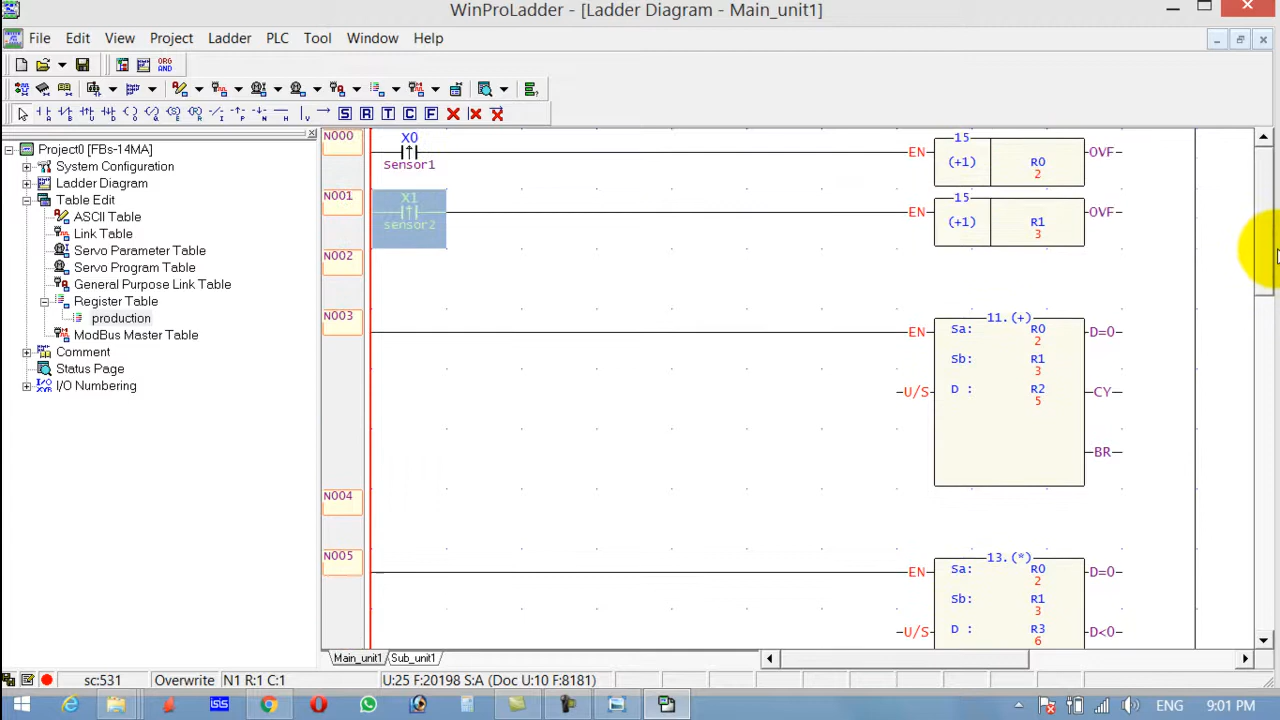 WinProLadder - [Ladder Diagram - Main_unit1]
File Edit View Project Ladder PLC Tool Window Help
ORG
AND
S R T C F
Project0 [FBs-14MA]
System Configuration
Ladder Diagram
Table Edit
ASCII Table
Link Table
Servo Parameter Table
Servo Program Table
General Purpose Link Table
Register Table
production
ModBus Master Table
Comment
Status Page
I/O Numbering
N000
X0
sensor1
EN
15
(+1)
R0
2
OVF
N001
X1
sensor2
EN
15
(+1)
R1
3
OVF
N002
N003
EN
U/S
11.(+)
Sa: R0
2
Sb: R1
3
D : R2
5
D=0
CY
BR
N004
N005
EN
U/S
13.(*)
Sa: R0
2
Sb: R1
3
D : R3
6
D=0
D<0
Main_unit1 Sub_unit1
sc:531 Overwrite N1 R:1 C:1 U:25 F:20198 S:A (Doc U:10 F:8181)
ISIS
ENG 9:01 PM